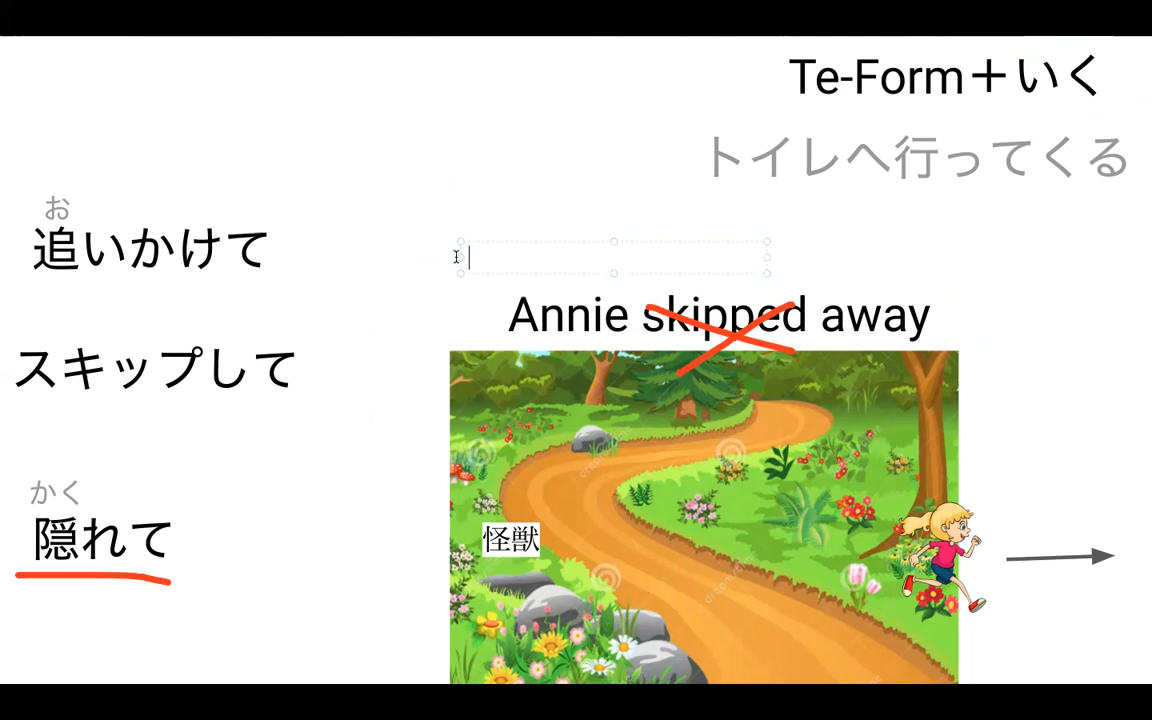 Te-Form＋いく
トイレへ行ってくる
お
追いかけて
Annie skipped away
スキップして
かく
隠れて
怪獣